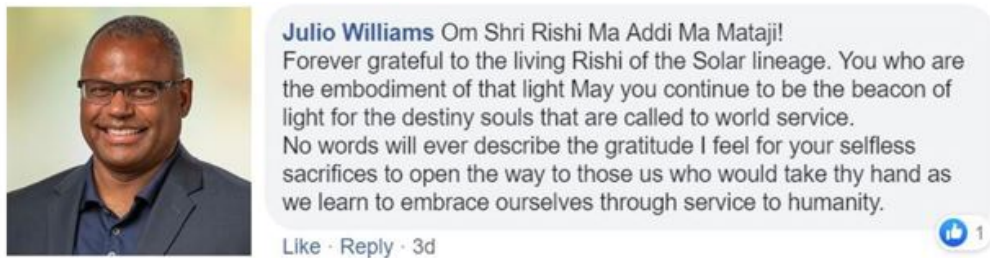 Julio Williams Om Shri Rishi Ma Addi Ma Mataji!
Forever grateful to the living Rishi of the Solar lineage. You who are
the embodiment of that light May you continue to be the beacon of
light for the destiny souls that are called to world service.
No words will ever describe the gratitude I feel for your selfless
sacrifices to open the way to those us who would take thy hand as
we learn to embrace ourselves through service to humanity.
Like · Reply · 3d
1